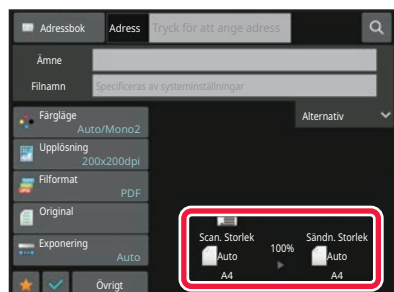 Adressbok Adress Tryck för att ange adress
Ämne
Filnamn Specificeras av systeminställningar
Färgläge
Auto/Mono2
Alternativ
Upplösning
200x200dpi
Filformat
PDF
Original
Exponering
Auto
Övrigt
Scan. Storlek 100% Sändn. Storlek
Auto Auto
A4 A4